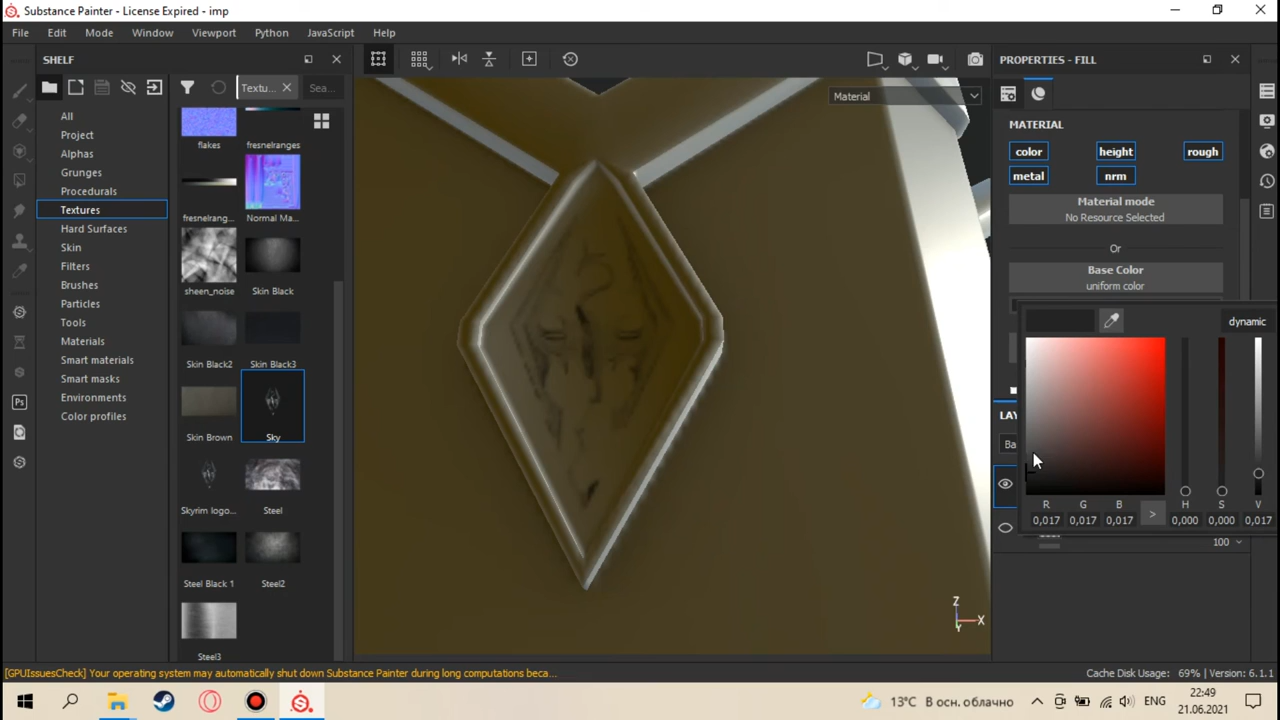 Substance Painter - License Expired - imp
File Edit Mode Window Viewport Python JavaScript Help
SHELF
PROPERTIES - FILL
Textu...
Sea...
Material
All
Project
Alphas
Grunges
Procedurals
Textures
Hard Surfaces
Skin
Filters
Brushes
Particles
Tools
Materials
Smart materials
Smart masks
Environments
Color profiles
flakes
fresnelranges
fresnelrang...
Normal Ma...
sheen_noise
Skin Black
Skin Black2
Skin Black3
Skin Brown
Sky
Skyrim logo...
Steel
Steel Black 1
Steel2
Steel3
MATERIAL
color height rough
metal nrm
Material mode
No Resource Selected
Or
Base Color
uniform color
dynamic
LAY
Ba
R G B H S V
0,017 0,017 0,017 > 0,000 0,000 0,017
100
Z
X
Y
Ps
[GPUIssuesCheck] Your operating system may automatically shut down Substance Painter during long computations beca...
Cache Disk Usage: 69% | Version: 6.1.1
13°C В осн. облачно
ENG
22:49
21.06.2021